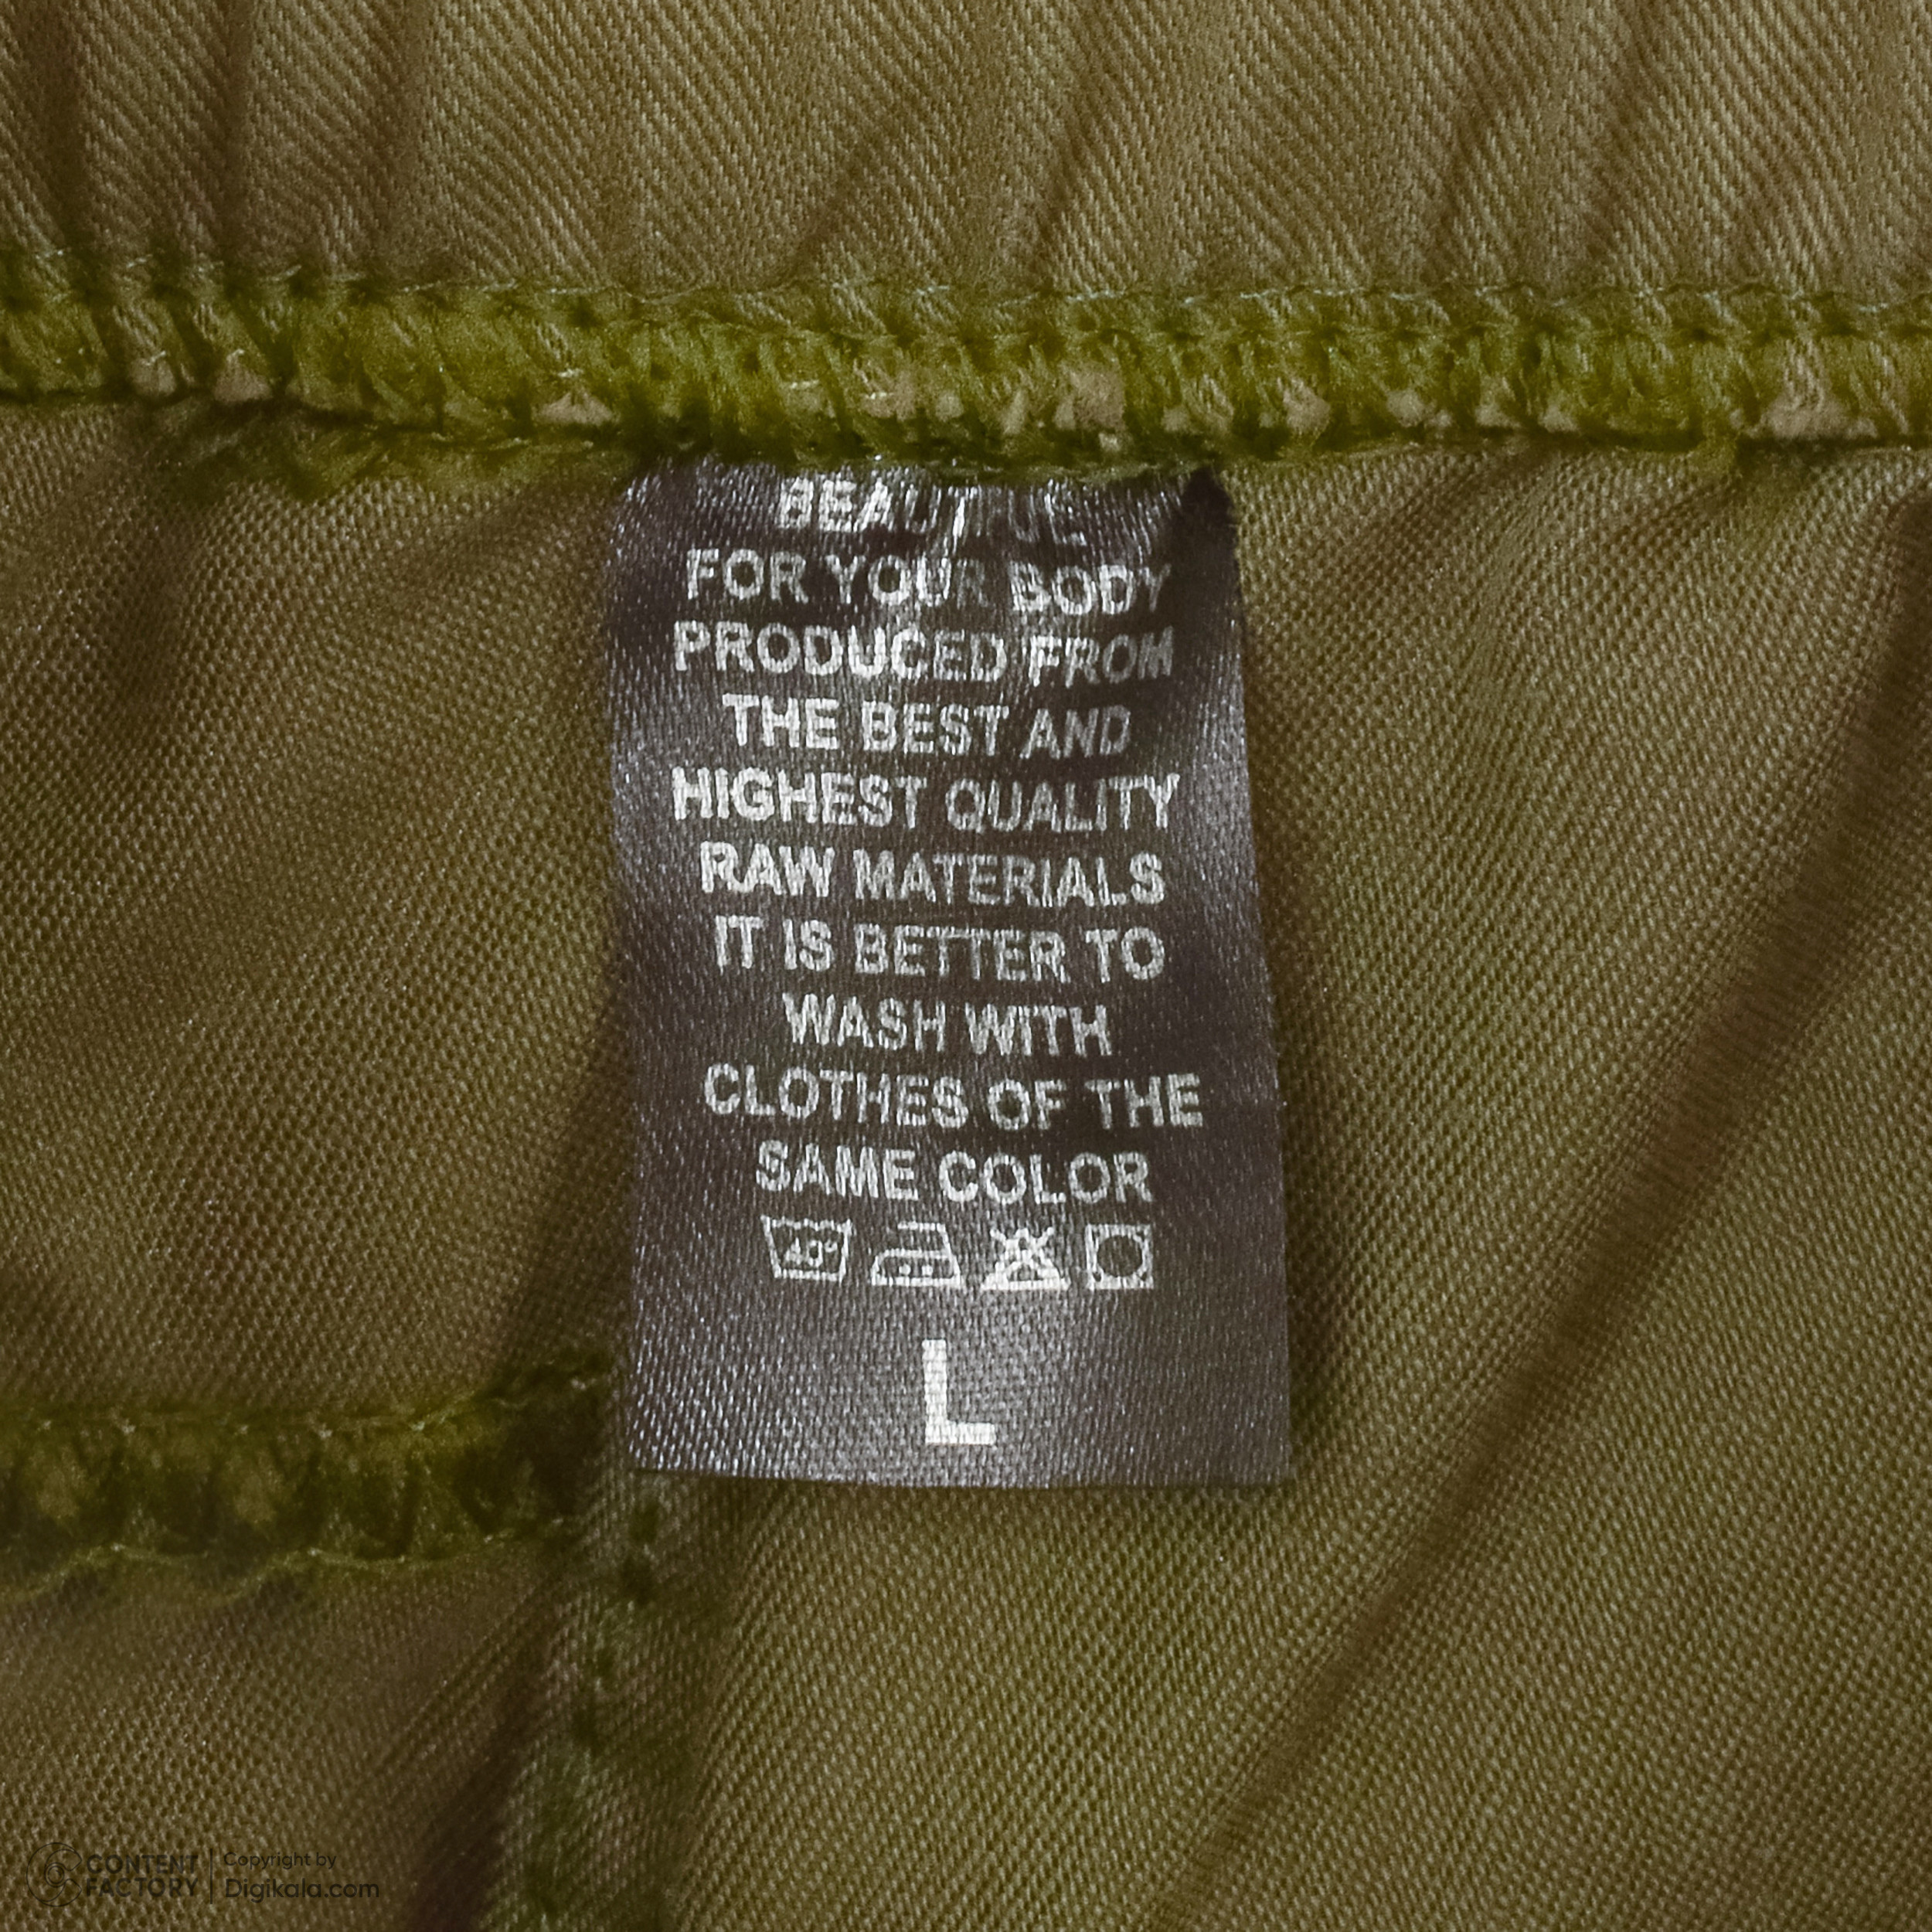 BEAUTIFUL
FOR YOUR BODY
PRODUCED FROM
THE BEST AND
HIGHEST QUALITY
RAW MATERIALS
IT IS BETTER TO
WASH WITH
CLOTHES OF THE
SAME COLOR
40°
L
CONTENT FACTORY
Copyright by
Digikala.com